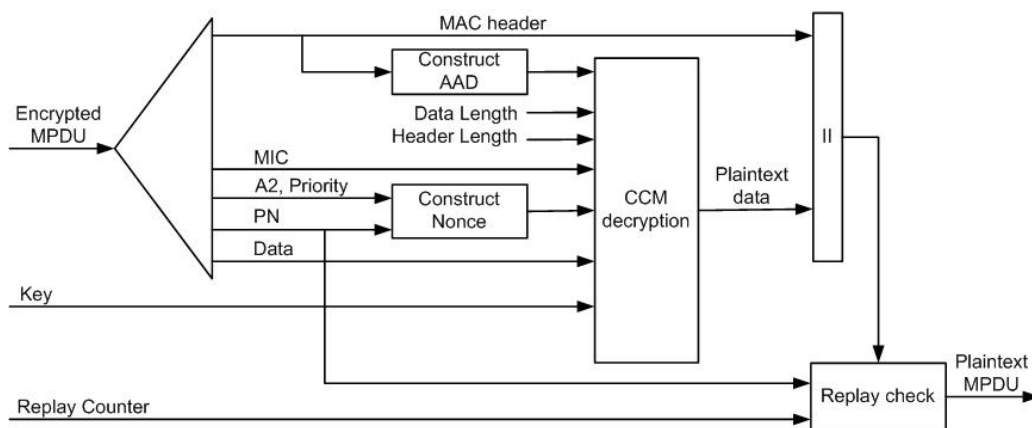 MAC header
Construct
AAD
Encrypted
MPDU
Data Length
Header Length
MIC
A2, Priority
Construct
Nonce
PN
Data
Key
CCM
decryption
Plaintext
data
II
Replay Counter
Replay check
Plaintext
MPDU